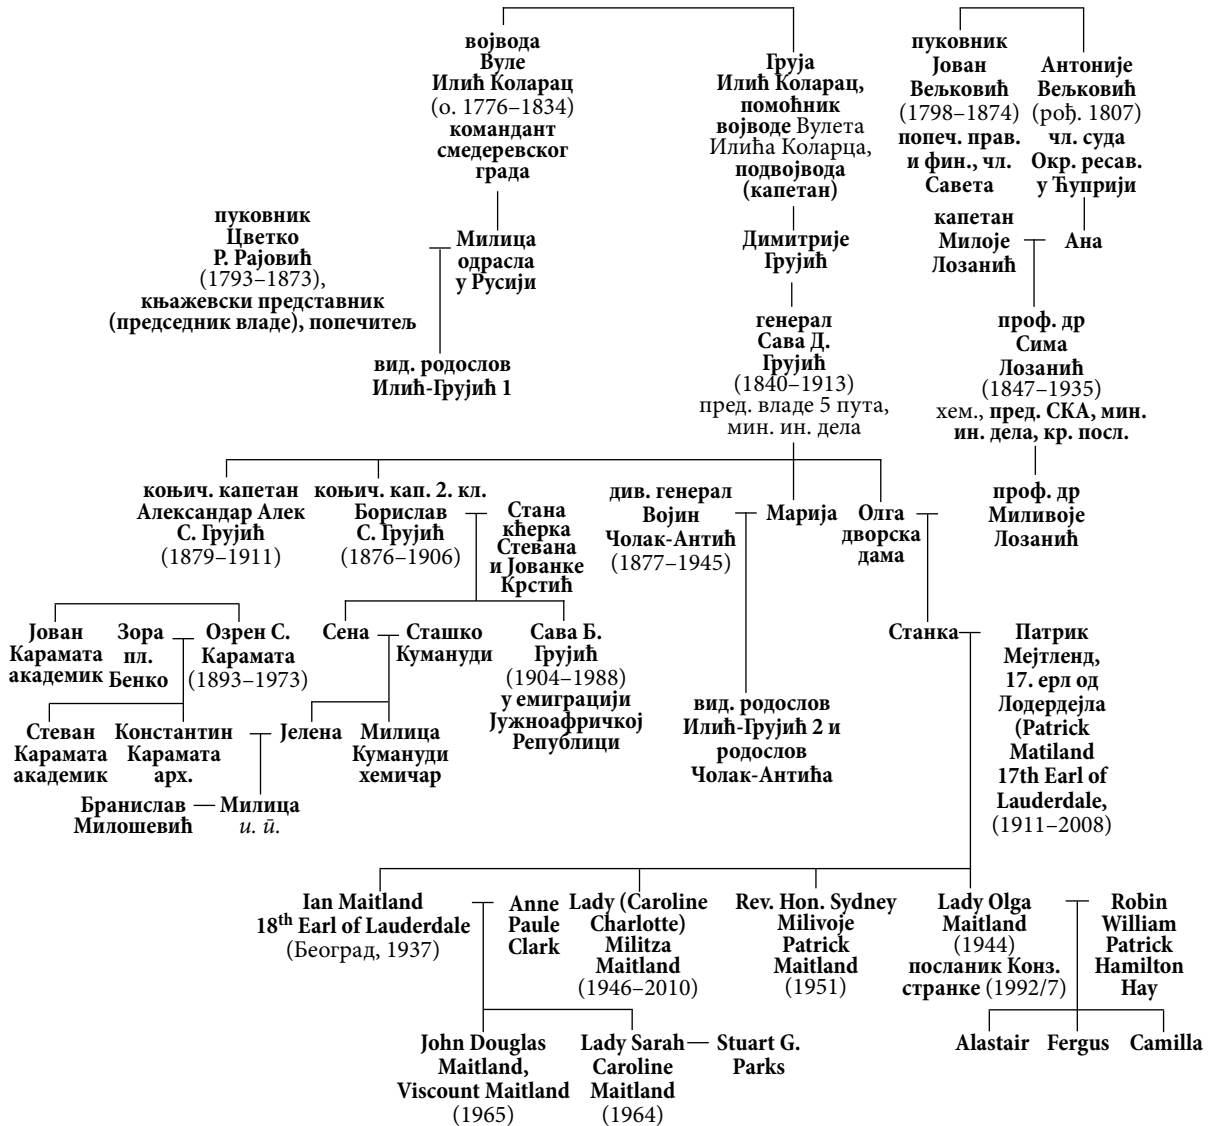 војвода
Вуле
Илић Коларац
(о. 1776–1834)
командант
смедеревског
града
Груја
Илић Коларац,
помоћник
војводе Вулета
Илића Коларца,
подвојвода
(капетан)
пуковник
Јован
Вељковић
(1798–1874)
попеч. прав.
и фин., чл.
Савета
Антоније
Вељковић
(рођ. 1807)
чл. суда
Окр. ресав.
у Ћуприји
пуковник
Цветко
Р. Рајовић
(1793–1873),
књажевски представник
(председник владе), попечитељ
Милица
одрасла
у Русији
Димитрије
Грујић
капетан
Милоје
Лозанић
Ана
вид. родослов
Илић-Грујић 1
генерал
Сава Д.
Грујић
(1840–1913)
пред. владе 5 пута,
мин. ин. дела
проф. др
Сима
Лозанић
(1847–1935)
хем., пред. СКА, мин.
ин. дела, кр. посл.
коњич. капетан
Александар Алек
С. Грујић
(1879–1911)
коњич. кап. 2. кл.
Борислав
С. Грујић
(1876–1906)
Стана
кћерка
Стевана
и Јованке
Крстић
див. генерал
Војин
Чолак-Антић
(1877–1945)
Марија
Олга
дворска
дама
проф. др
Миливоје
Лозанић
Јован
Карамата
академик
Зора
пл.
Бенко
Озрен С.
Карамата
(1893–1973)
Сена
Сташко
Кумануди
Сава Б.
Грујић
(1904–1988)
у емиграцији
Јужноафричкој
Републици
Станка
Патрик
Мејтленд,
17. ерл од
Лодердејла
(Patrick
Matiland
17th Earl of
Lauderdale,
(1911–2008)
вид. родослов
Илић-Грујић 2 и
родослов
Чолак-Антића
Стеван
Карамата
академик
Константин
Карамата
арх.
Јелена
Милица
Кумануди
хемичар
Бранислав
Милошевић
Милица
и. ū.
Ian Maitland
18th Earl of Lauderdale
(Београд, 1937)
Anne
Paule
Clark
Lady (Caroline
Charlotte)
Militza
Maitland
(1946–2010)
Rev. Hon. Sydney
Milivoje
Patrick
Maitland
(1951)
Lady Olga
Maitland
(1944)
посланик Конз.
странке (1992/7)
Robin
William
Patrick
Hamilton
Hay
John Douglas
Maitland,
Viscount Maitland
(1965)
Lady Sarah
Caroline
Maitland
(1964)
Stuart G.
Parks
Alastair
Fergus
Camilla